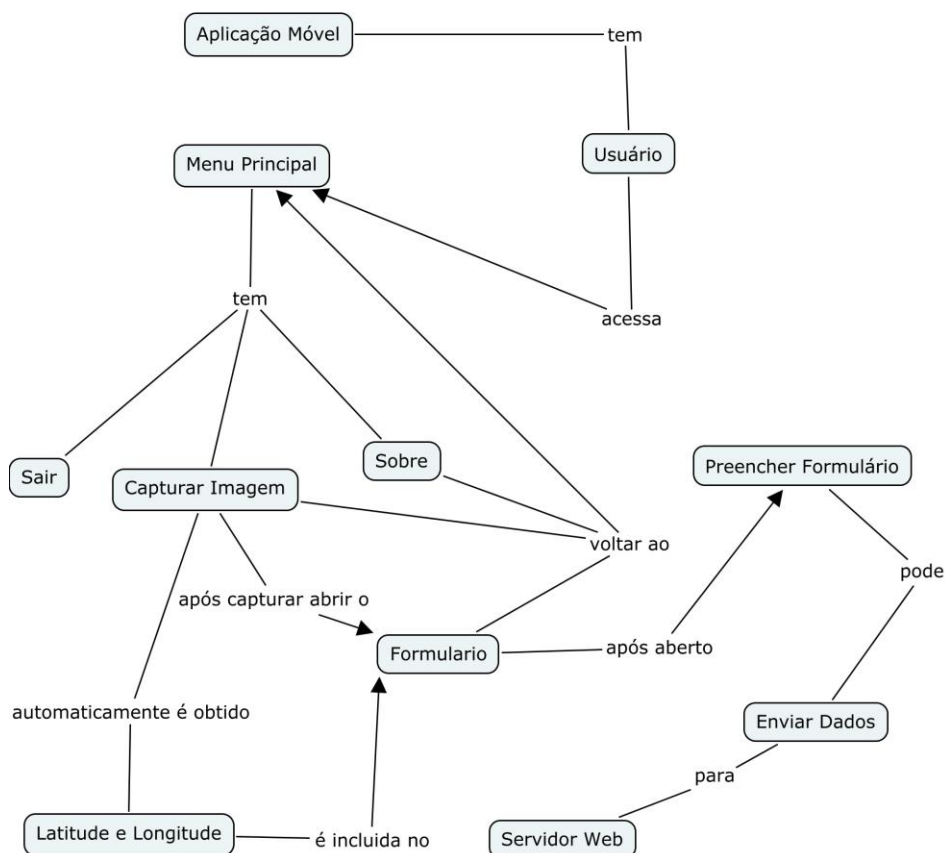 Aplicação Móvel
tem
Usuário
Menu Principal
acessa
tem
Sair
Capturar Imagem
Sobre
Preencher Formulário
voltar ao
pode
após capturar abrir o
Formulario
após aberto
automaticamente é obtido
Enviar Dados
para
Latitude e Longitude
é incluida no
Servidor Web